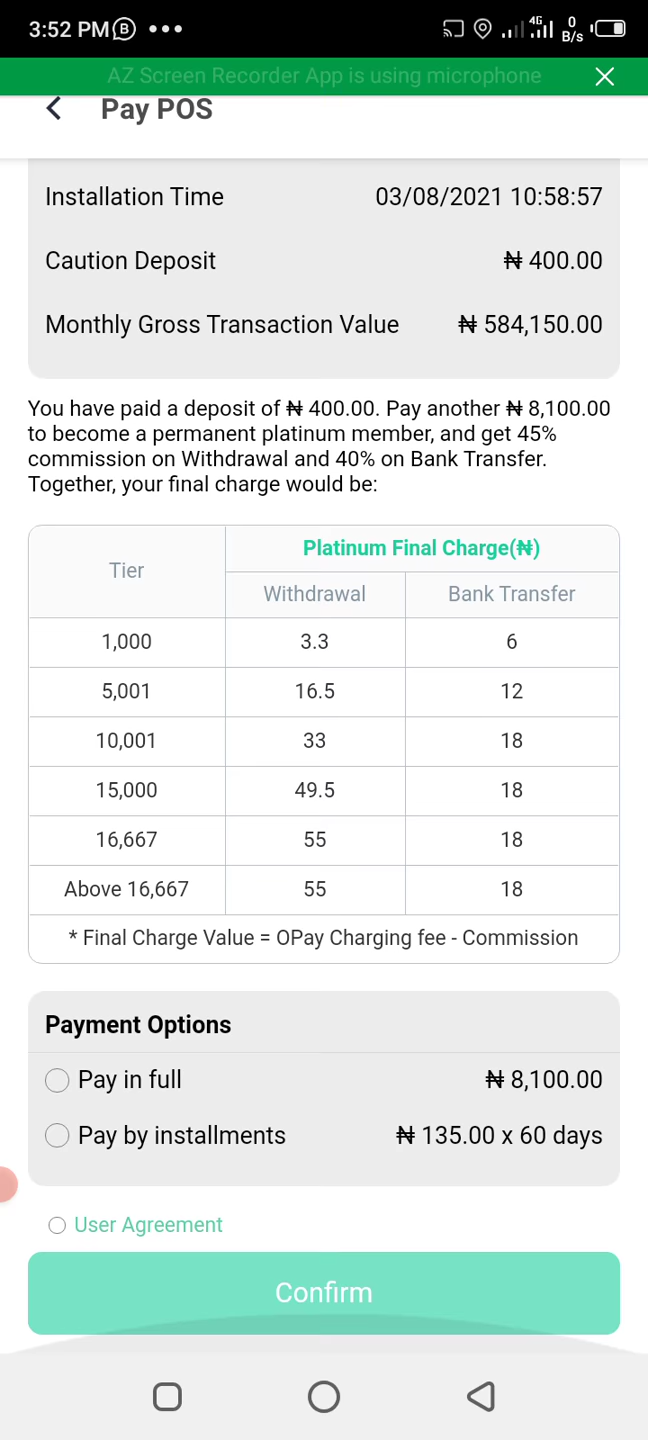 3:52 PM B
4G 0 B/s
AZ Screen Recorder App is using microphone
Pay POS
Installation Time 03/08/2021 10:58:57
Caution Deposit ₦ 400.00
Monthly Gross Transaction Value ₦ 584,150.00
You have paid a deposit of ₦ 400.00. Pay another ₦ 8,100.00
to become a permanent platinum member, and get 45%
commission on Withdrawal and 40% on Bank Transfer.
Together, your final charge would be:
Tier
Platinum Final Charge(₦)
Withdrawal Bank Transfer
1,000 3.3 6
5,001 16.5 12
10,001 33 18
15,000 49.5 18
16,667 55 18
Above 16,667 55 18
* Final Charge Value = OPay Charging fee - Commission
Payment Options
Pay in full ₦ 8,100.00
Pay by installments ₦ 135.00 x 60 days
User Agreement
Confirm